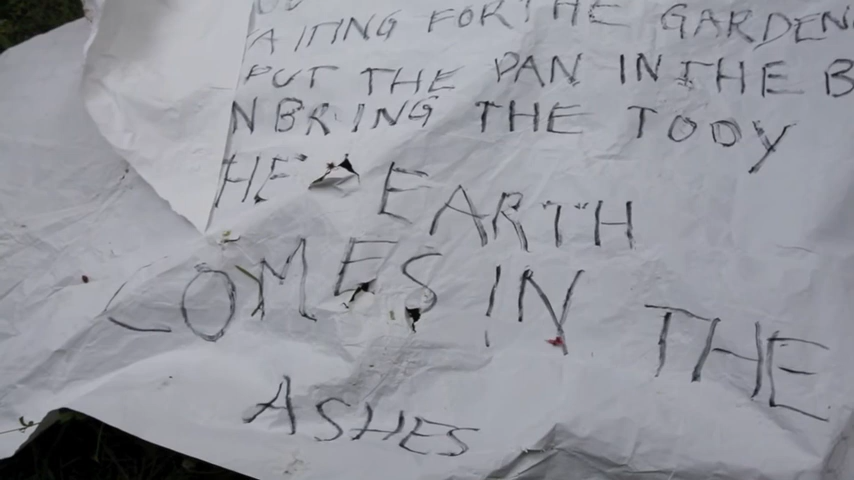 AITING FOR THE GARDEN
PUT THE PAN IN THE B
N BRING THE TODY
HE EARTH
COMES IN THE
ASHES